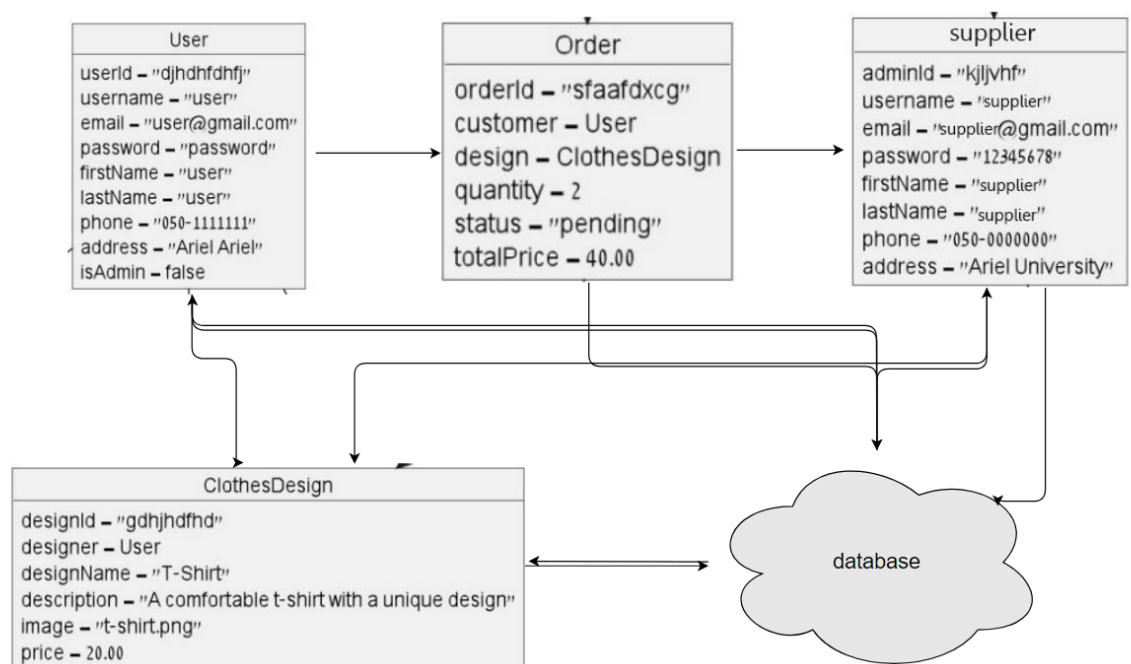 User
userId = "djhdhfdhfj"
username = "user"
email = "user@gmail.com"
password = "password"
firstName = "user"
lastName = "user"
phone = "050-1111111"
address = "Ariel Ariel"
isAdmin = false
Order
orderId = "sfaafdxcg"
customer = User
design = ClothesDesign
quantity = 2
status = "pending"
totalPrice = 40.00
supplier
adminId = "kjljvhf"
username = "supplier"
email = "supplier@gmail.com"
password = "12345678"
firstName = "supplier"
lastName = "supplier"
phone = "050-0000000"
address = "Ariel University"
ClothesDesign
designId = "gdhjhdfhd"
designer = User
designName = "T-Shirt"
description = "A comfortable t-shirt with a unique design"
image = "t-shirt.png"
price = 20.00
database